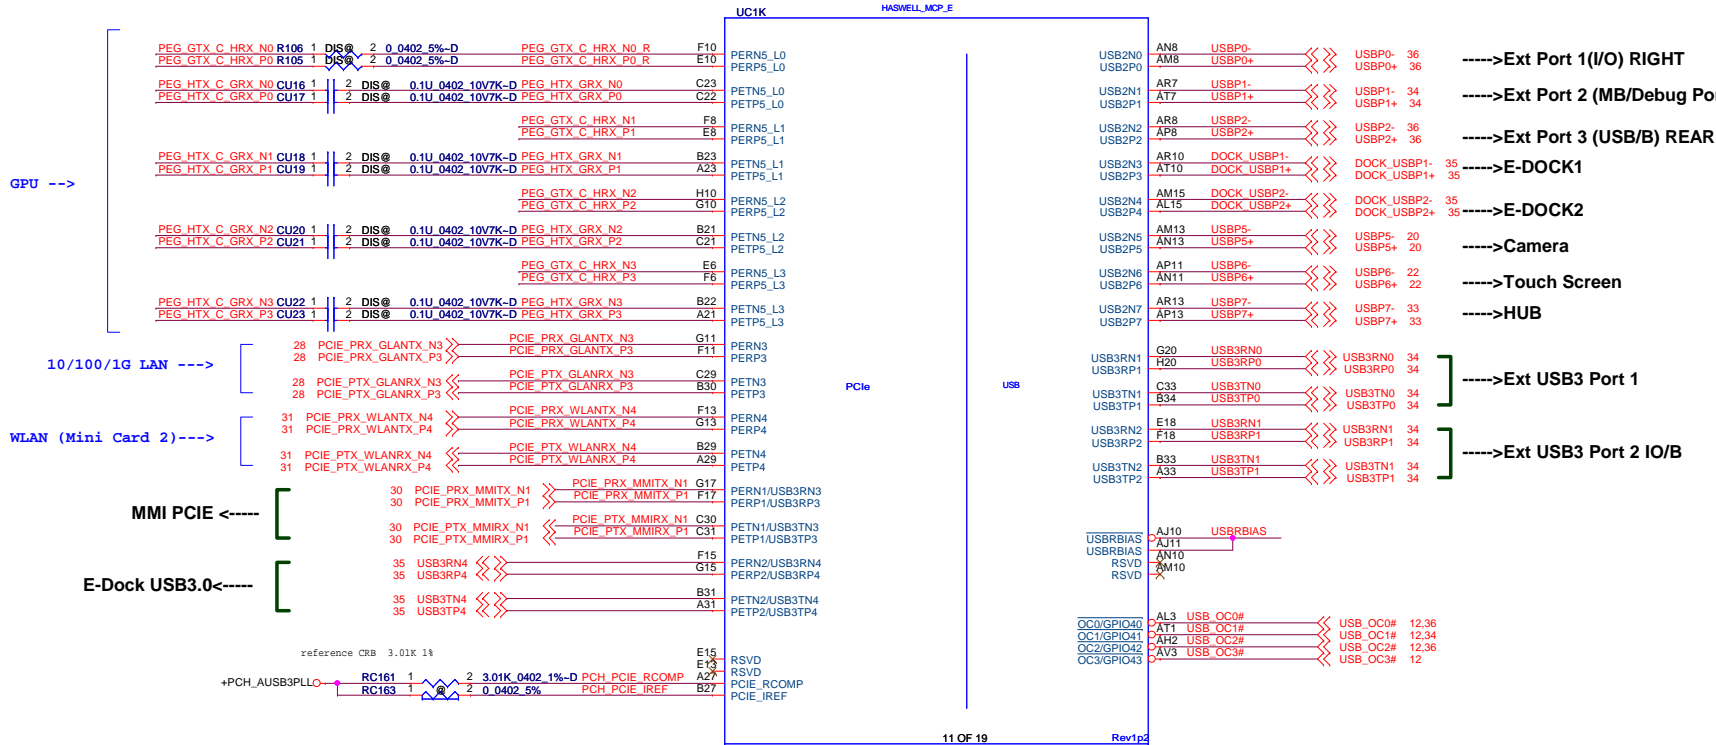 UC1K
HASWELL_MCP_E
GPU -->
PEG_GTX_C_HRX_N0 R106 1 DIS@ 2 0_0402_5%~D PEG_GTX_C_HRX_N0_R F10 PERN5_L0
PEG_GTX_C_HRX_P0 R105 1 DIS@ 2 0_0402_5%~D PEG_GTX_C_HRX_P0_R E10 PERP5_L0
PEG_HTX_C_GRX_N0 CU16 1 2 DIS@ 0.1U_0402_10V7K~D PEG_HTX_GRX_N0 C23 PETN5_L0
PEG_HTX_C_GRX_P0 CU17 1 2 DIS@ 0.1U_0402_10V7K~D PEG_HTX_GRX_P0 C22 PETP5_L0
PEG_GTX_C_HRX_N1 F8 PERN5_L1
PEG_GTX_C_HRX_P1 E8 PERP5_L1
PEG_HTX_C_GRX_N1 CU18 1 2 DIS@ 0.1U_0402_10V7K~D PEG_HTX_GRX_N1 B23 PETN5_L1
PEG_HTX_C_GRX_P1 CU19 1 2 DIS@ 0.1U_0402_10V7K~D PEG_HTX_GRX_P1 A23 PETP5_L1
PEG_GTX_C_HRX_N2 H10 PERN5_L2
PEG_GTX_C_HRX_P2 G10 PERP5_L2
PEG_HTX_C_GRX_N2 CU20 1 2 DIS@ 0.1U_0402_10V7K~D PEG_HTX_GRX_N2 B21 PETN5_L2
PEG_HTX_C_GRX_P2 CU21 1 2 DIS@ 0.1U_0402_10V7K~D PEG_HTX_GRX_P2 C21 PETP5_L2
PEG_GTX_C_HRX_N3 E6 PERN5_L3
PEG_GTX_C_HRX_P3 F6 PERP5_L3
PEG_HTX_C_GRX_N3 CU22 1 2 DIS@ 0.1U_0402_10V7K~D PEG_HTX_GRX_N3 B22 PETN5_L3
PEG_HTX_C_GRX_P3 CU23 1 2 DIS@ 0.1U_0402_10V7K~D PEG_HTX_GRX_P3 A21 PETP5_L3
10/100/1G LAN --->
28 PCIE_PRX_GLANTX_N3 PCIE_PRX_GLANTX_N3 G11 PERN3
28 PCIE_PRX_GLANTX_P3 PCIE_PRX_GLANTX_P3 F11 PERP3
28 PCIE_PTX_GLANRX_N3 PCIE_PTX_GLANRX_N3 C29 PETN3
28 PCIE_PTX_GLANRX_P3 PCIE_PTX_GLANRX_P3 B30 PETP3
WLAN (Mini Card 2)--->
31 PCIE_PRX_WLANTX_N4 PCIE_PRX_WLANTX_N4 F13 PERN4
31 PCIE_PRX_WLANTX_P4 PCIE_PRX_WLANTX_P4 G13 PERP4
31 PCIE_PTX_WLANRX_N4 PCIE_PTX_WLANRX_N4 B29 PETN4
31 PCIE_PTX_WLANRX_P4 PCIE_PTX_WLANRX_P4 A29 PETP4
MMI PCIE <-----
30 PCIE_PRX_MMITX_N1 PCIE_PRX_MMITX_N1 G17 PERN1/USB3RN3
30 PCIE_PRX_MMITX_P1 PCIE_PRX_MMITX_P1 F17 PERP1/USB3RP3
30 PCIE_PTX_MMIRX_N1 PCIE_PTX_MMIRX_N1 C30 PETN1/USB3TN3
30 PCIE_PTX_MMIRX_P1 PCIE_PTX_MMIRX_P1 C31 PETP1/USB3TP3
E-Dock USB3.0<-----
35 USB3RN4 F15 PERN2/USB3RN4
35 USB3RP4 G15 PERP2/USB3RP4
35 USB3TN4 B31 PETN2/USB3TN4
35 USB3TP4 A31 PETP2/USB3TP4
reference CRB 3.01K 1%
E15 RSVD
E13 RSVD
+PCH_AUSB3PLL RC161 1 2 3.01K_0402_1%~D PCH_PCIE_RCOMP A27 PCIE_RCOMP
RC163 1 @ 2 0_0402_5% PCH_PCIE_IREF B27 PCIE_IREF
PCIe
USB
USB2N0 AN8 USBP0- USBP0- 36
USB2P0 AM8 USBP0+ USBP0+ 36
----->Ext Port 1(I/O) RIGHT
USB2N1 AR7 USBP1- USBP1- 34
USB2P1 AT7 USBP1+ USBP1+ 34
----->Ext Port 2 (MB/Debug Por
USB2N2 AR8 USBP2- USBP2- 36
USB2P2 AP8 USBP2+ USBP2+ 36
----->Ext Port 3 (USB/B) REAR
USB2N3 AR10 DOCK_USBP1- DOCK_USBP1- 35
USB2P3 AT10 DOCK_USBP1+ DOCK_USBP1+ 35
----->E-DOCK1
USB2N4 AM15 DOCK_USBP2- DOCK_USBP2- 35
USB2P4 AL15 DOCK_USBP2+ DOCK_USBP2+ 35
----->E-DOCK2
USB2N5 AM13 USBP5- USBP5- 20
USB2P5 AN13 USBP5+ USBP5+ 20
----->Camera
USB2N6 AP11 USBP6- USBP6- 22
USB2P6 AN11 USBP6+ USBP6+ 22
----->Touch Screen
USB2N7 AR13 USBP7- USBP7- 33
USB2P7 AP13 USBP7+ USBP7+ 33
----->HUB
USB3RN1 G20 USB3RN0 USB3RN0 34
USB3RP1 H20 USB3RP0 USB3RP0 34
USB3TN1 C33 USB3TN0 USB3TN0 34
USB3TP1 B34 USB3TP0 USB3TP0 34
----->Ext USB3 Port 1
USB3RN2 E18 USB3RN1 USB3RN1 34
USB3RP2 F18 USB3RP1 USB3RP1 34
USB3TN2 B33 USB3TN1 USB3TN1 34
USB3TP2 A33 USB3TP1 USB3TP1 34
----->Ext USB3 Port 2 IO/B
USBRBIAS AJ10 USBRBIAS
USBRBIAS AJ11
RSVD AN10
RSVD AM10
OC0/GPIO40 AL3 USB_OC0# USB_OC0# 12,36
OC1/GPIO41 AT1 USB_OC1# USB_OC1# 12,34
OC2/GPIO42 AH2 USB_OC2# USB_OC2# 12,36
OC3/GPIO43 AV3 USB_OC3# USB_OC3# 12
11 OF 19
Rev1p2